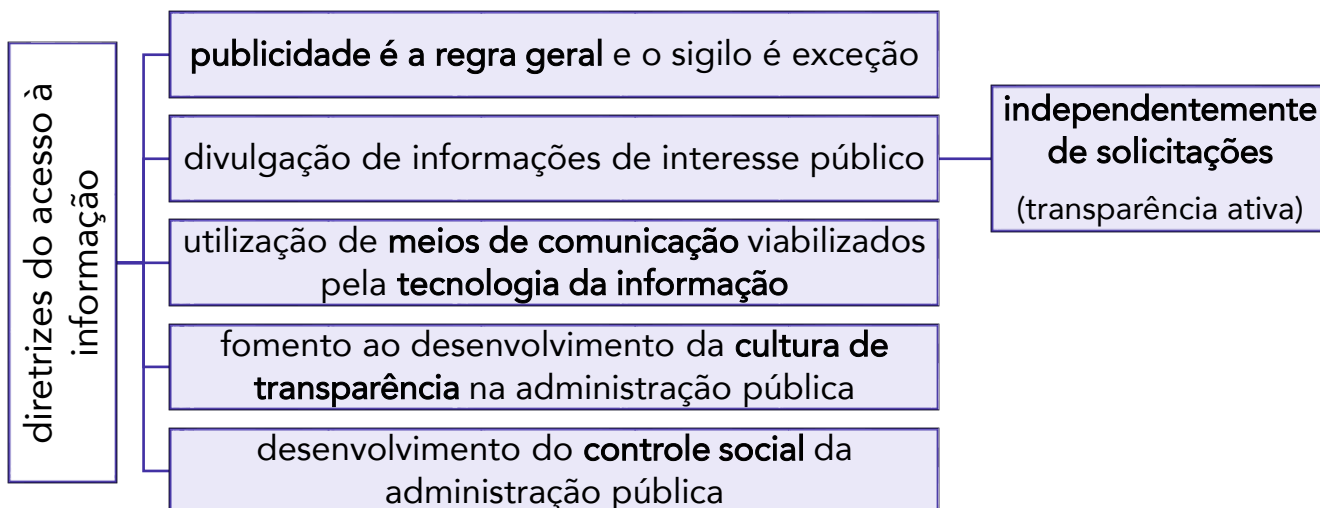 diretrizes do acesso à
informação
publicidade é a regra geral e o sigilo é exceção
divulgação de informações de interesse público
independentemente
de solicitações
(transparência ativa)
utilização de meios de comunicação viabilizados
pela tecnologia da informação
fomento ao desenvolvimento da cultura de
transparência na administração pública
desenvolvimento do controle social da
administração pública